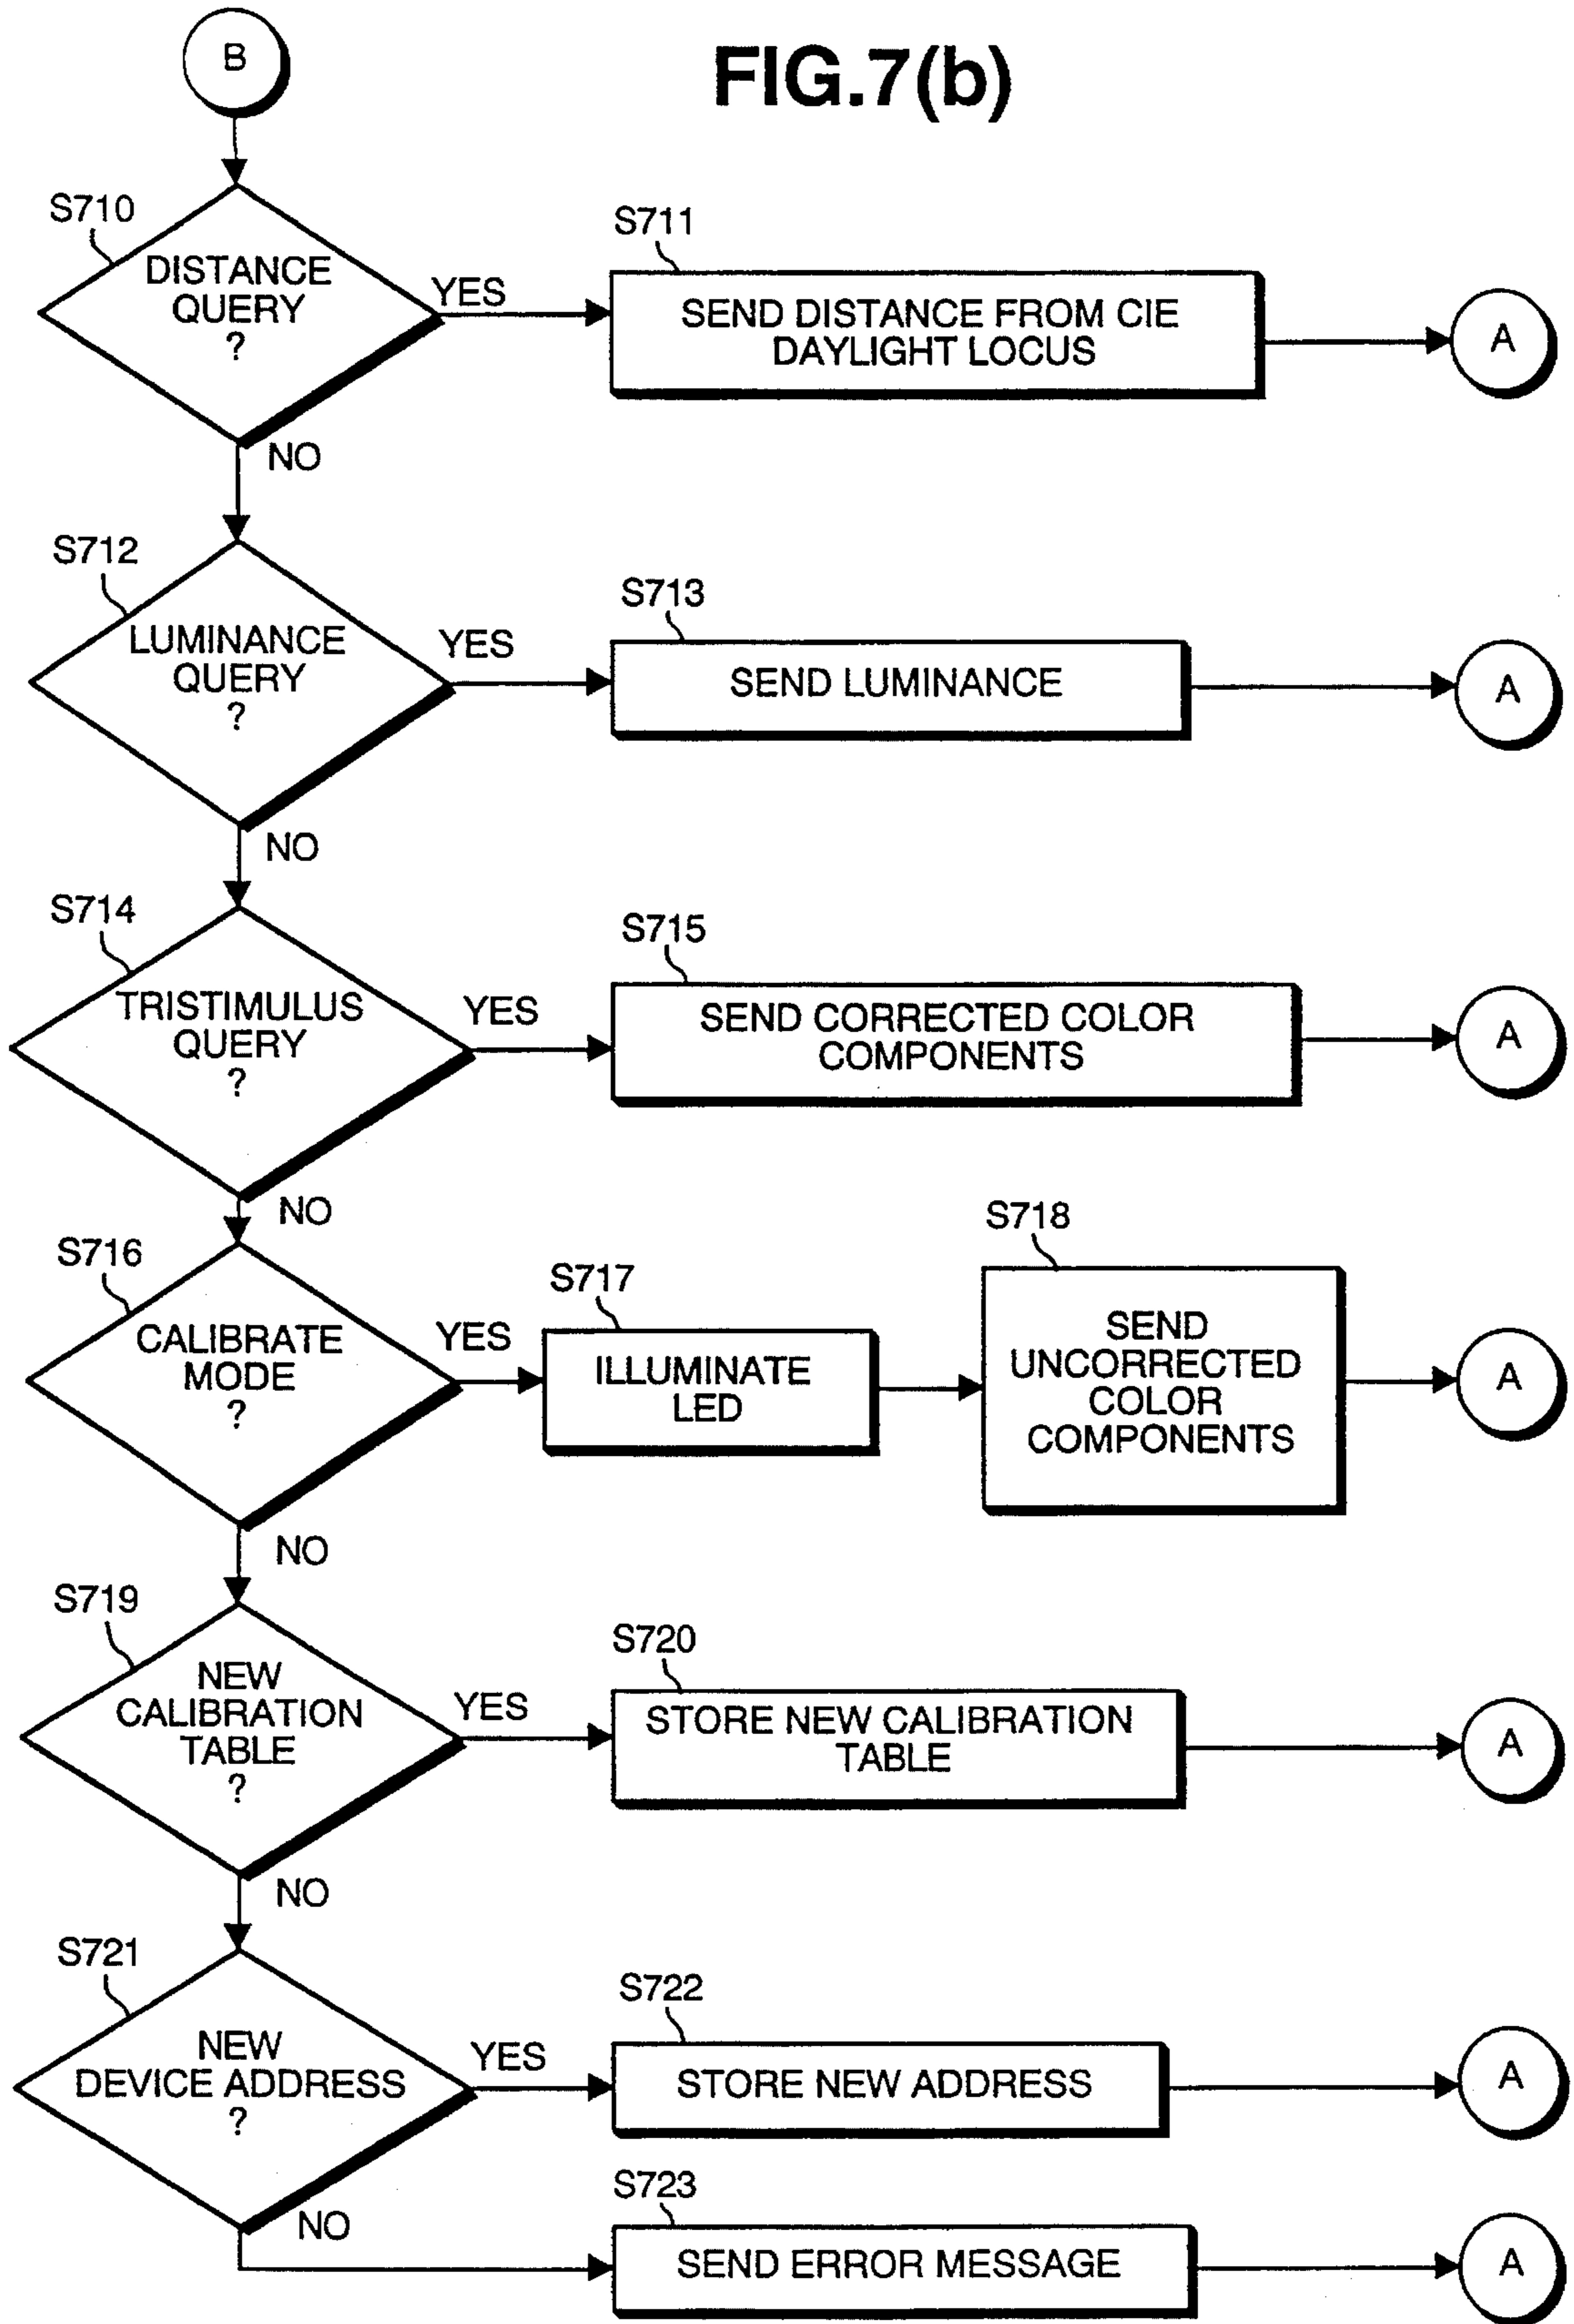 B
FIG.7(b)
S710
DISTANCE
QUERY
?
YES
NO
S711
SEND DISTANCE FROM CIE
DAYLIGHT LOCUS
A
S712
LUMINANCE
QUERY
?
YES
NO
S713
SEND LUMINANCE
A
S714
TRISTIMULUS
QUERY
?
YES
NO
S715
SEND CORRECTED COLOR
COMPONENTS
A
S716
CALIBRATE
MODE
?
YES
NO
S717
ILLUMINATE
LED
S718
SEND
UNCORRECTED
COLOR
COMPONENTS
A
S719
NEW
CALIBRATION
TABLE
?
YES
NO
S720
STORE NEW CALIBRATION
TABLE
A
S721
NEW
DEVICE ADDRESS
?
YES
NO
S722
STORE NEW ADDRESS
A
S723
SEND ERROR MESSAGE
A